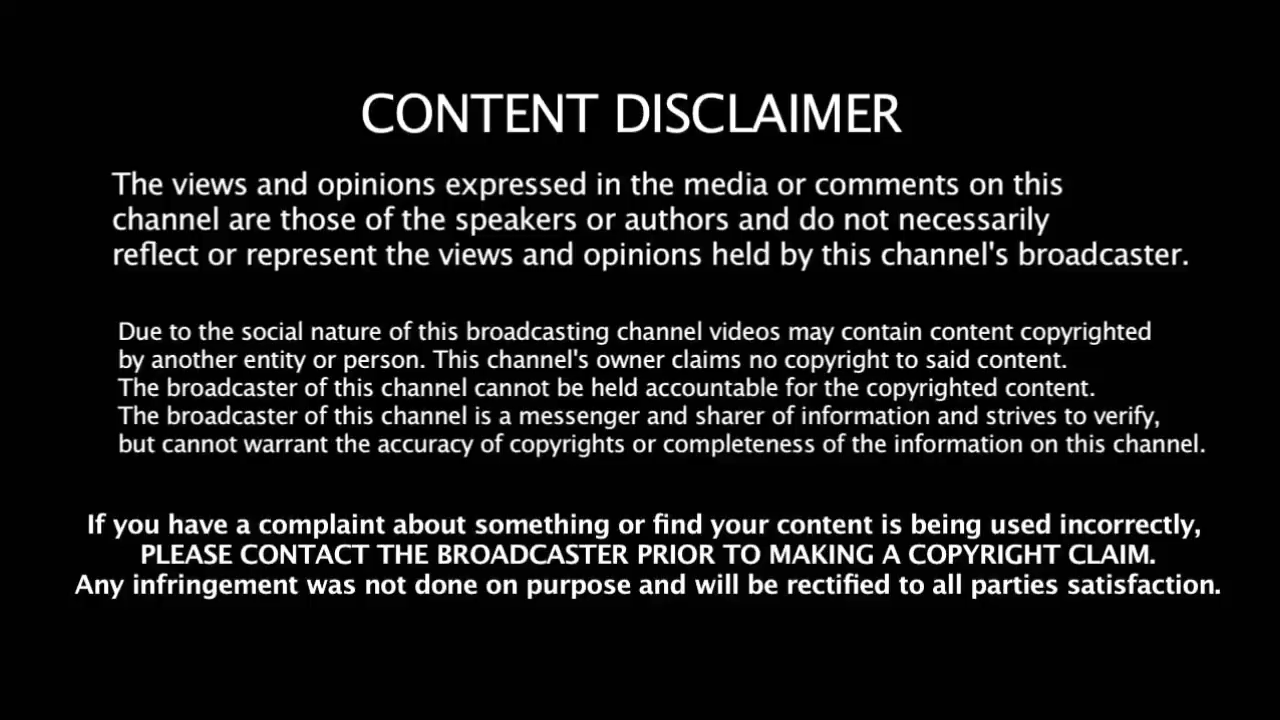 CONTENT DISCLAIMER
The views and opinions expressed in the media or comments on this
channel are those of the speakers or authors and do not necessarily
reflect or represent the views and opinions held by this channel's broadcaster.
Due to the social nature of this broadcasting channel videos may contain content copyrighted
by another entity or person. This channel's owner claims no copyright to said content.
The broadcaster of this channel cannot be held accountable for the copyrighted content.
The broadcaster of this channel is a messenger and sharer of information and strives to verify,
but cannot warrant the accuracy of copyrights or completeness of the information on this channel.
If you have a complaint about something or find your content is being used incorrectly,
PLEASE CONTACT THE BROADCASTER PRIOR TO MAKING A COPYRIGHT CLAIM.
Any infringement was not done on purpose and will be rectified to all parties satisfaction.